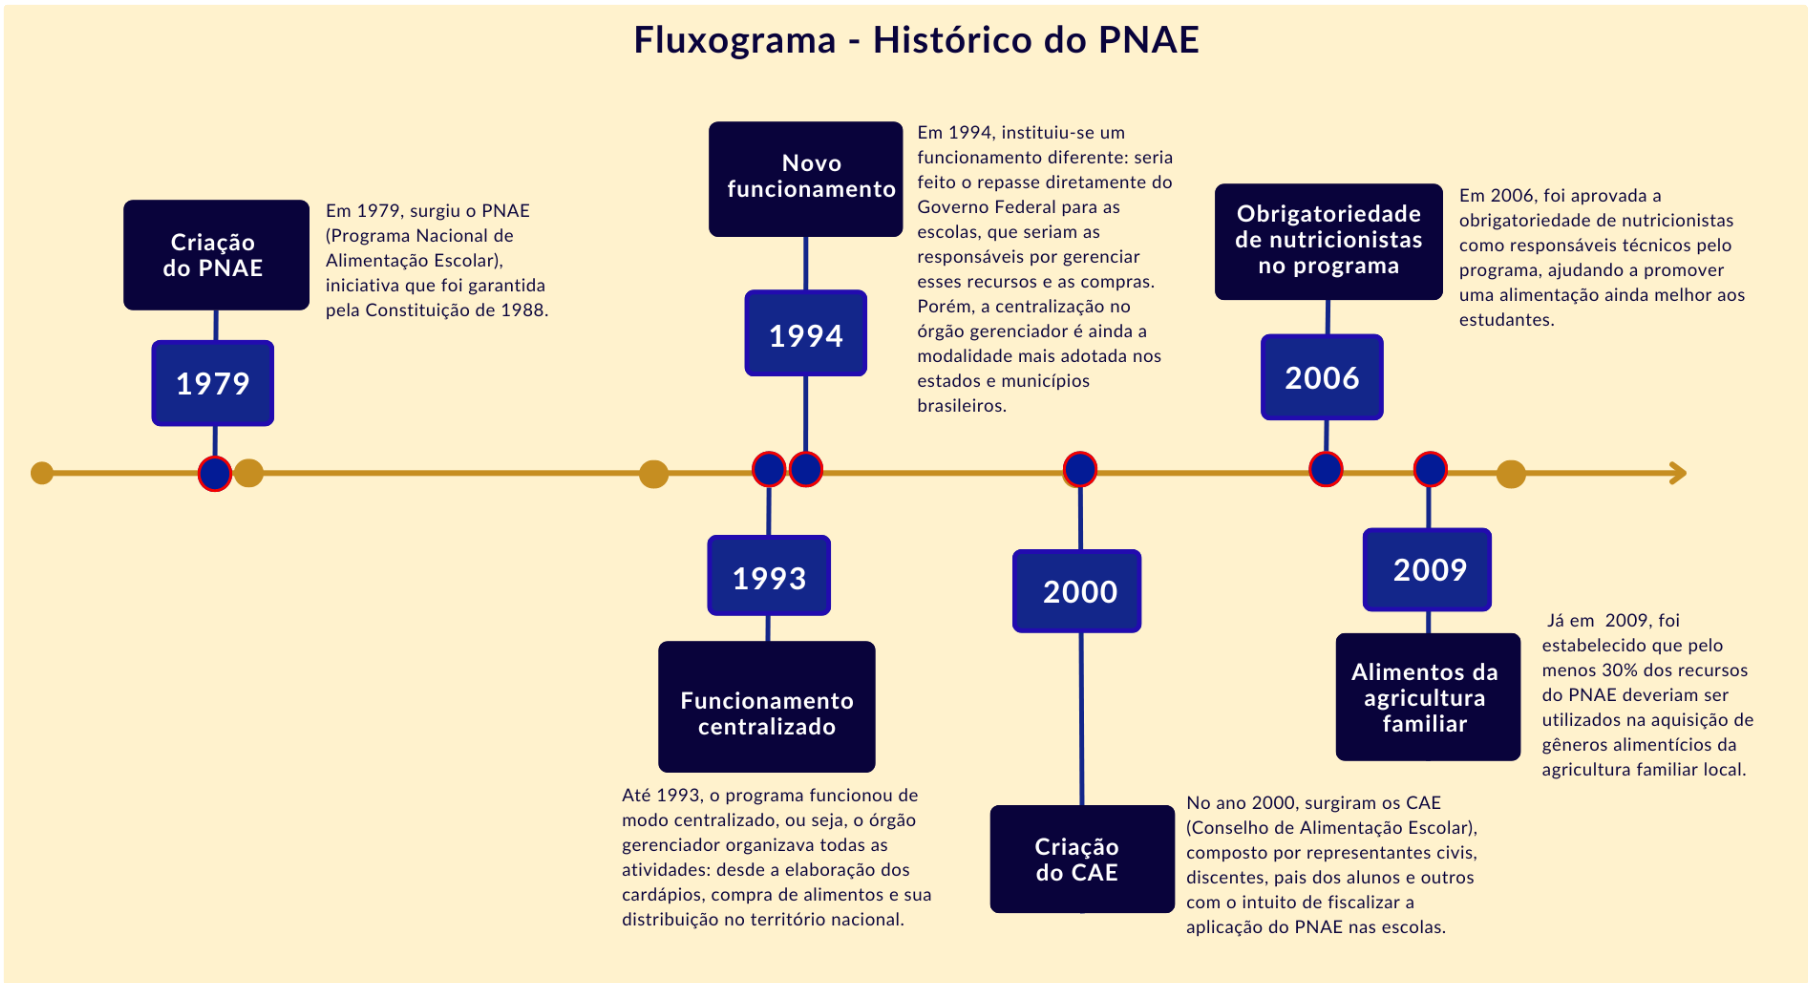 Fluxograma - Histórico do PNAE
Criação
do PNAE
Em 1979, surgiu o PNAE
(Programa Nacional de
Alimentação Escolar),
iniciativa que foi garantida
pela Constituição de 1988.
1979
Funcionamento
centralizado
1993
Até 1993, o programa funcionou de
modo centralizado, ou seja, o órgão
gerenciador organizava todas as
atividades: desde a elaboração dos
cardápios, compra de alimentos e sua
distribuição no território nacional.
Novo
funcionamento
1994
Em 1994, instituiu-se um
funcionamento diferente: seria
feito o repasse diretamente do
Governo Federal para as
escolas, que seriam as
responsáveis por gerenciar
esses recursos e as compras.
Porém, a centralização no
órgão gerenciador é ainda a
modalidade mais adotada nos
estados e municípios
brasileiros.
2000
Criação
do CAE
No ano 2000, surgiram os CAE
(Conselho de Alimentação Escolar),
composto por representantes civis,
discentes, pais dos alunos e outros
com o intuito de fiscalizar a
aplicação do PNAE nas escolas.
Obrigatoriedade
de nutricionistas
no programa
2006
Em 2006, foi aprovada a
obrigatoriedade de nutricionistas
como responsáveis técnicos pelo
programa, ajudando a promover
uma alimentação ainda melhor aos
estudantes.
2009
Alimentos da
agricultura
familiar
Já em  2009, foi
estabelecido que pelo
menos 30% dos recursos
do PNAE deveriam ser
utilizados na aquisição de
gêneros alimentícios da
agricultura familiar local.